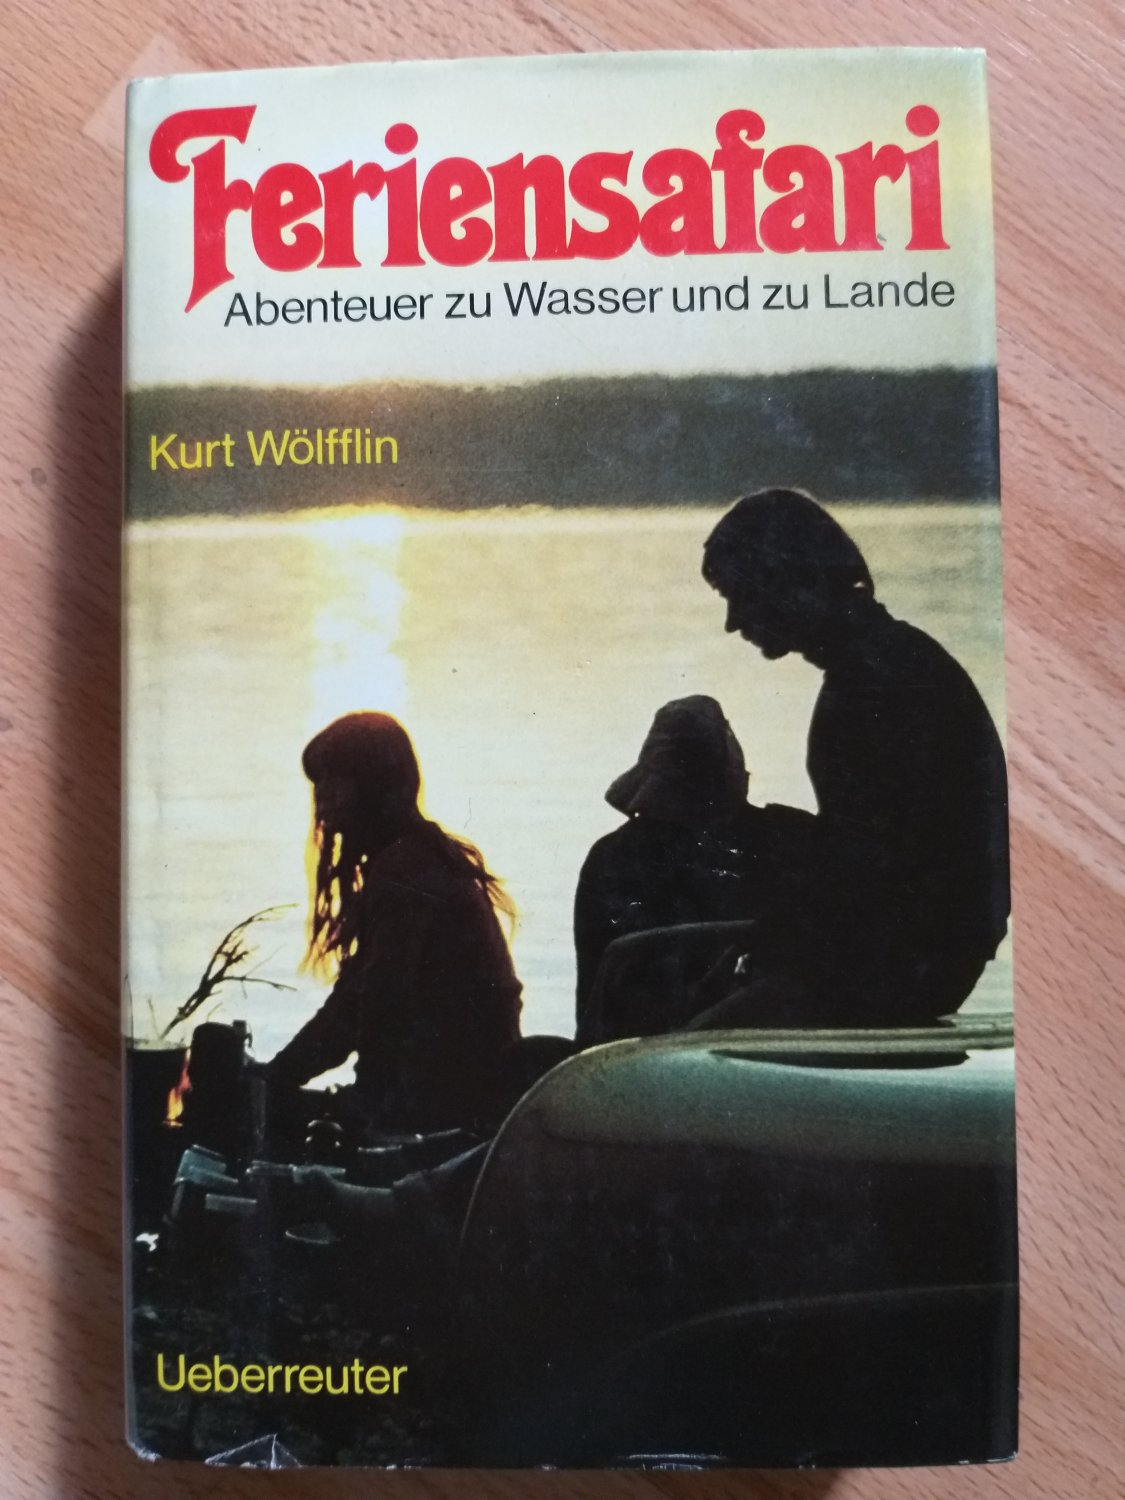 Feriensafari
Abenteuer zu Wasser und zu Lande
Kurt Wölfflin
Ueberreuter